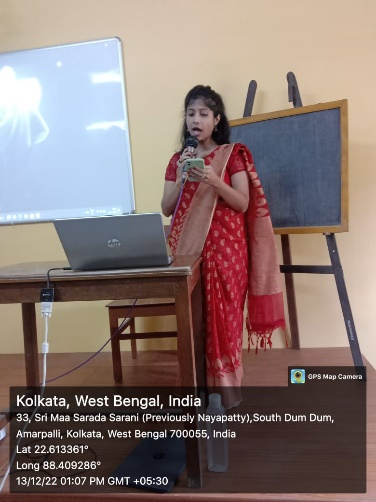 hp
GPS Map Camera
Kolkata, West Bengal, India
33, Sri Maa Sarada Sarani (Previously Nayapatty),South Dum Dum,
Amarpalli, Kolkata, West Bengal 700055, India
Lat 22.613361°
Long 88.409286°
13/12/22 01:07 PM GMT +05:30